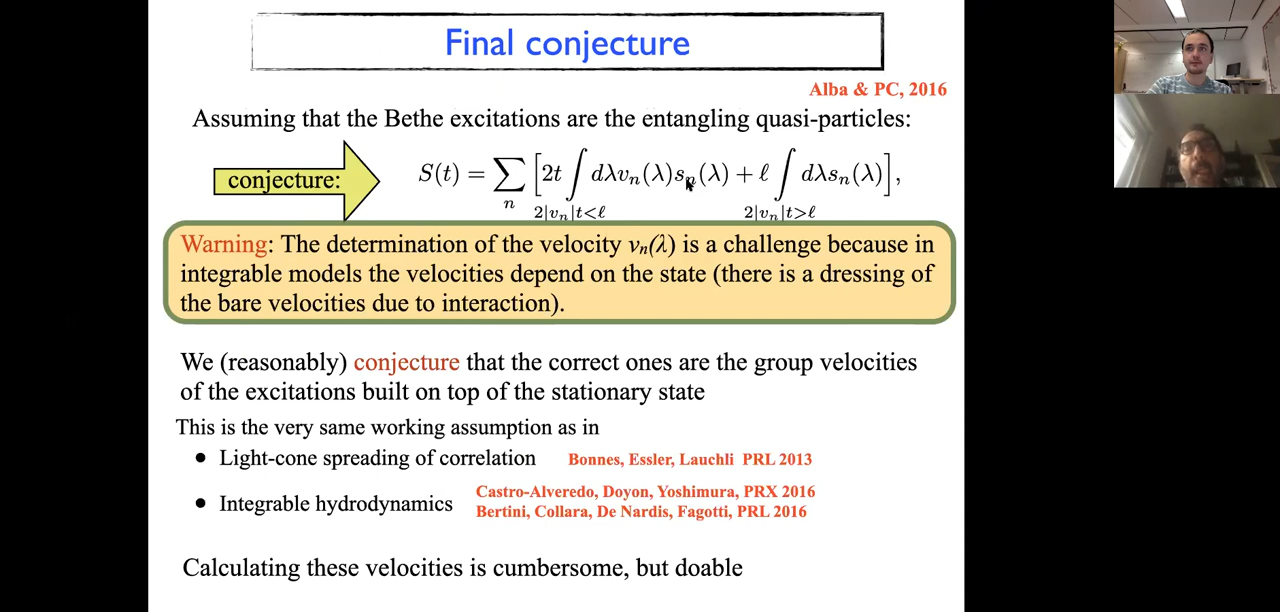 Final conjecture
Alba & PC, 2016
Assuming that the Bethe excitations are the entangling quasi-particles:
conjecture:
S(t) = ∑_n [2t ∫_{2|v_n|t<ℓ} dλ v_n(λ) s_n(λ) + ℓ ∫_{2|v_n|t>ℓ} dλ s_n(λ)],
Warning: The determination of the velocity v_n(λ) is a challenge because in
integrable models the velocities depend on the state (there is a dressing of
the bare velocities due to interaction).
We (reasonably) conjecture that the correct ones are the group velocities
of the excitations built on top of the stationary state
This is the very same working assumption as in
• Light-cone spreading of correlation Bonnes, Essler, Lauchli PRL 2013
• Integrable hydrodynamics
Castro-Alveredo, Doyon, Yoshimura, PRX 2016
Bertini, Collara, De Nardis, Fagotti, PRL 2016
Calculating these velocities is cumbersome, but doable